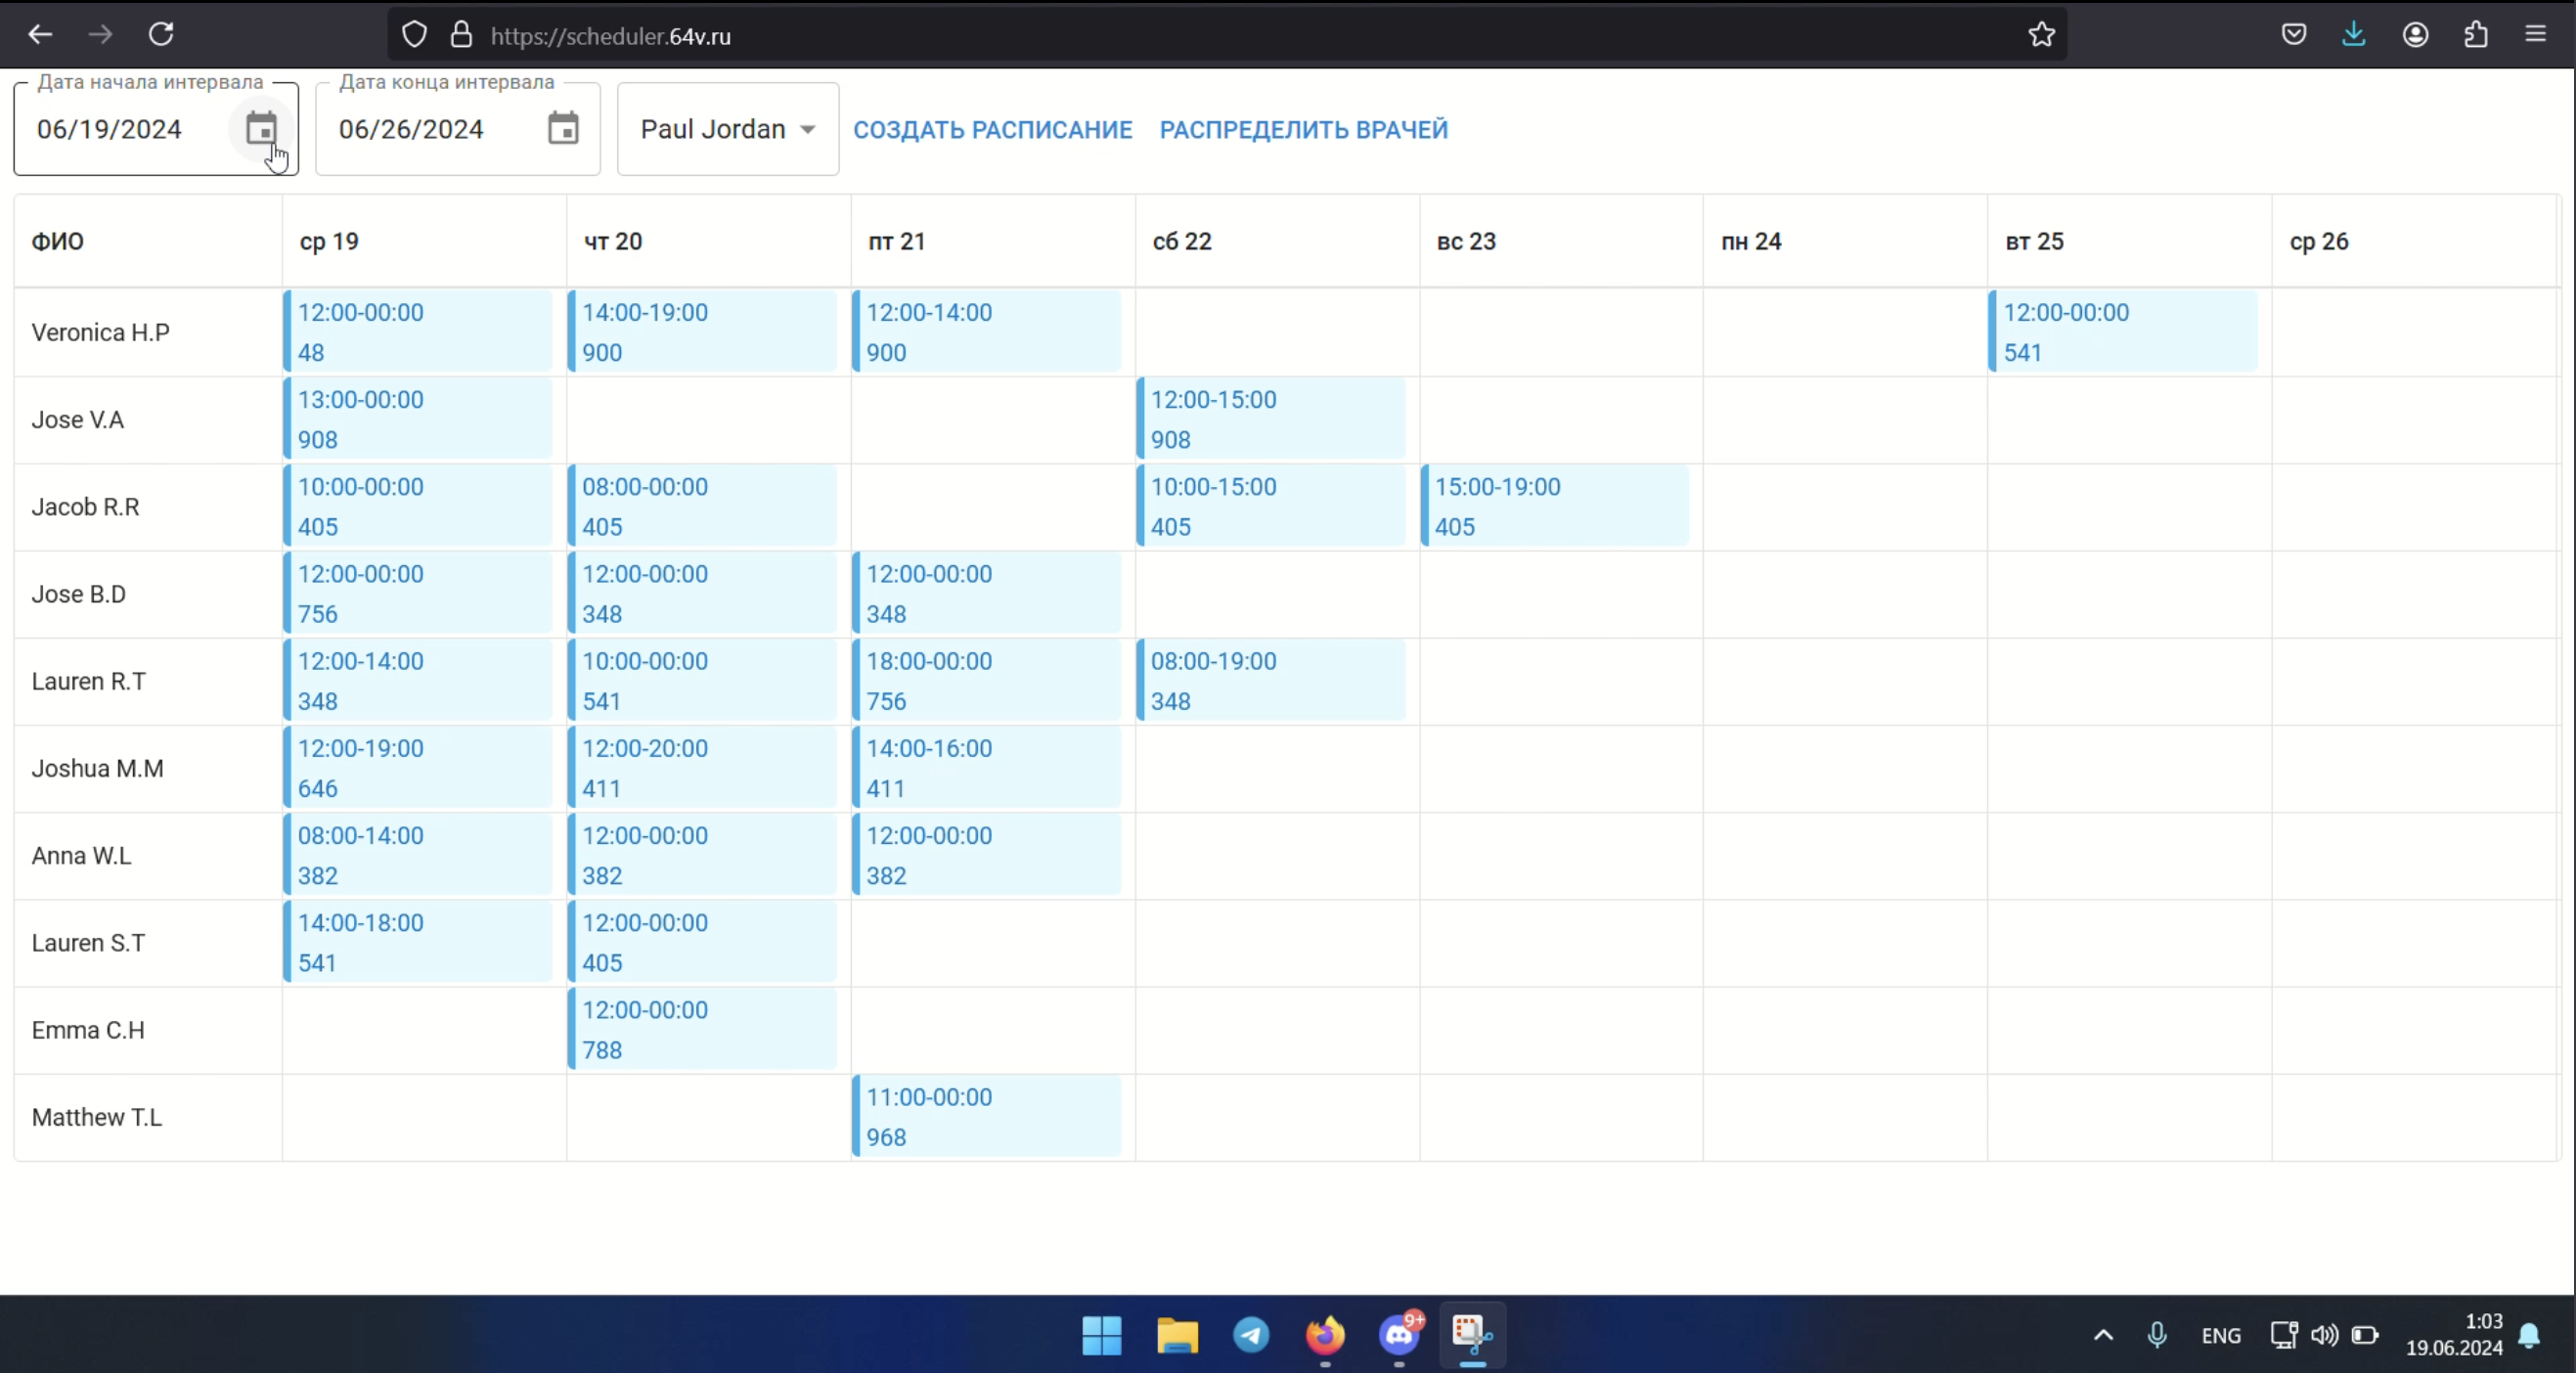 https://scheduler.64v.ru
Дата начала интервала
Дата конца интервала
06/19/2024
06/26/2024
Paul Jordan
СОЗДАТЬ РАСПИСАНИЕ
РАСПРЕДЕЛИТЬ ВРАЧЕЙ
ФИО
ср 19
чт 20
пт 21
сб 22
вс 23
пн 24
вт 25
ср 26
Veronica H.P
12:00-00:00
48
14:00-19:00
900
12:00-14:00
900
12:00-00:00
541
Jose V.A
13:00-00:00
908
12:00-15:00
908
Jacob R.R
10:00-00:00
405
08:00-00:00
405
10:00-15:00
405
15:00-19:00
405
Jose B.D
12:00-00:00
756
12:00-00:00
348
12:00-00:00
348
Lauren R.T
12:00-14:00
348
10:00-00:00
541
18:00-00:00
756
08:00-19:00
348
Joshua M.M
12:00-19:00
646
12:00-20:00
411
14:00-16:00
411
Anna W.L
08:00-14:00
382
12:00-00:00
382
12:00-00:00
382
Lauren S.T
14:00-18:00
541
12:00-00:00
405
Emma C.H
12:00-00:00
788
Matthew T.L
11:00-00:00
968
9+
ENG
1:03
19.06.2024